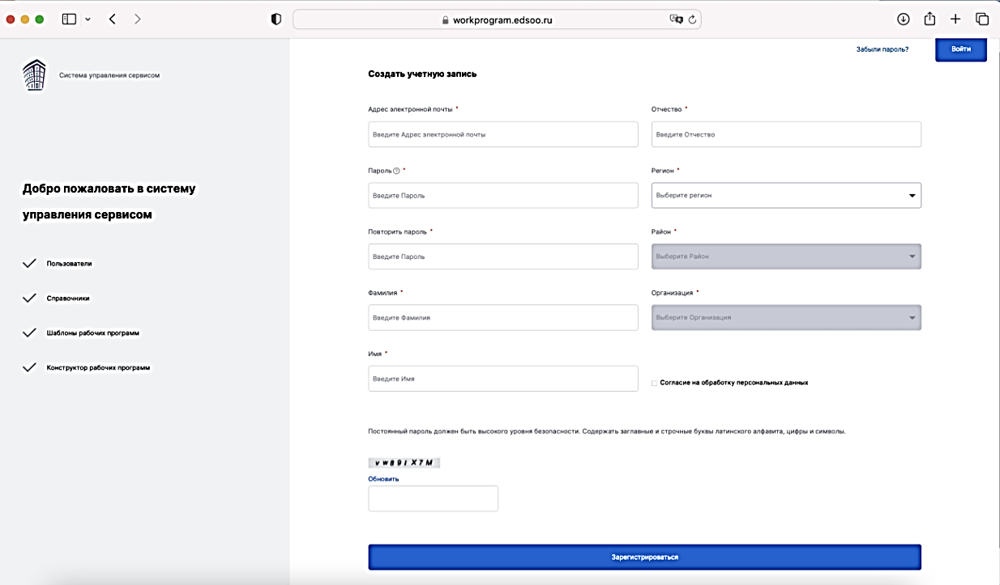 workprogram.edsoo.ru
Забыли пароль?
Войти
Система управления сервисом
Добро пожаловать в систему
управления сервисом
Пользователи
Справочники
Шаблоны рабочих программ
Конструктор рабочих программ
Создать учетную запись
Адрес электронной почты *
Введите Адрес электронной почты
Отчество *
Введите Отчество
Пароль ? *
Введите Пароль
Регион *
Выберите регион
Повторить пароль *
Введите Пароль
Район *
Выберите Район
Фамилия *
Введите Фамилия
Организация *
Выберите Организация
Имя *
Введите Имя
Согласие на обработку персональных данных
Постоянный пароль должен быть высокого уровня безопасности. Содержать заглавные и строчные буквы латинского алфавита, цифры и символы.
Обновить
Зарегистрироваться